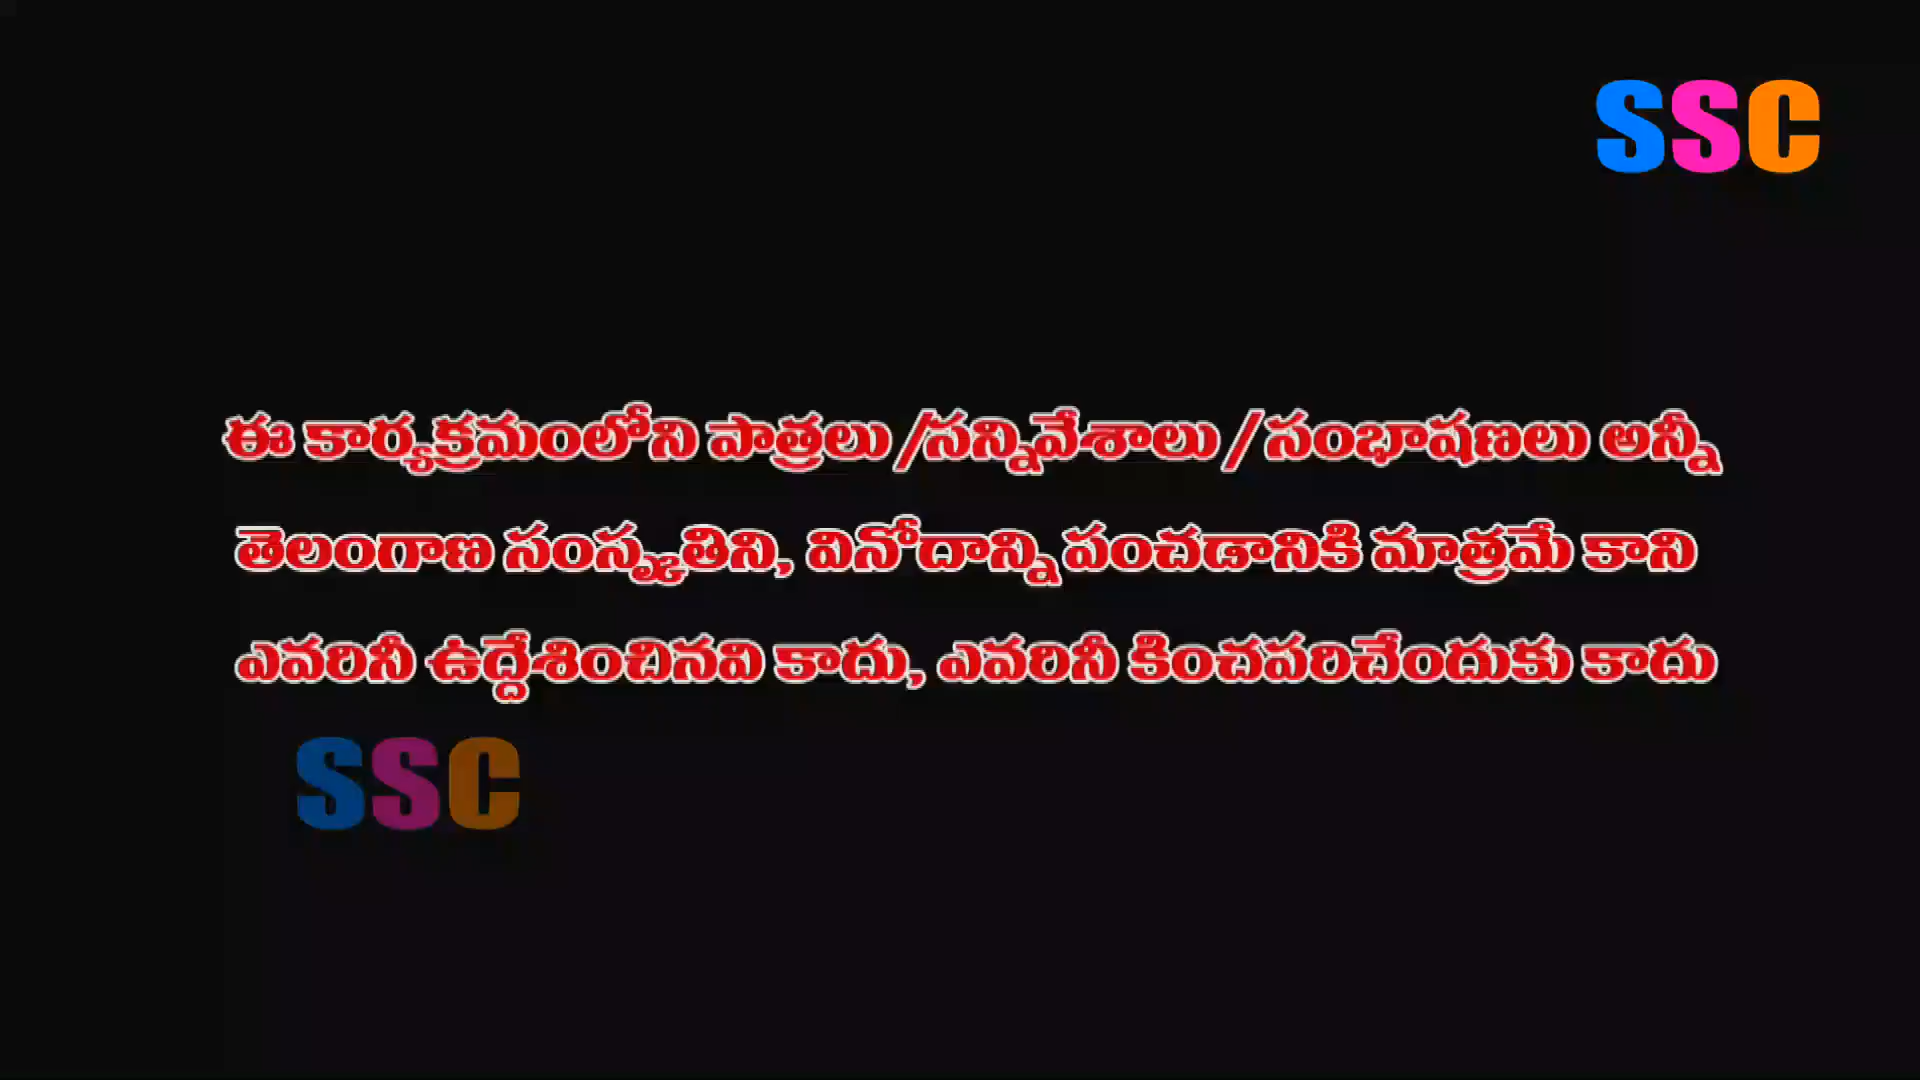 SSC
ఈ కార్యక్రమంలోని పాత్రలు /సన్నివేశాలు / సంభాషణలు అన్నీ
తెలంగాణ సంస్కృతిని, వినోదాన్ని పంచడానికి మాత్రమే కాని
ఎవరినీ ఉద్దేశించినవి కాదు, ఎవరినీ కించపరిచేందుకు కాదు
SSC